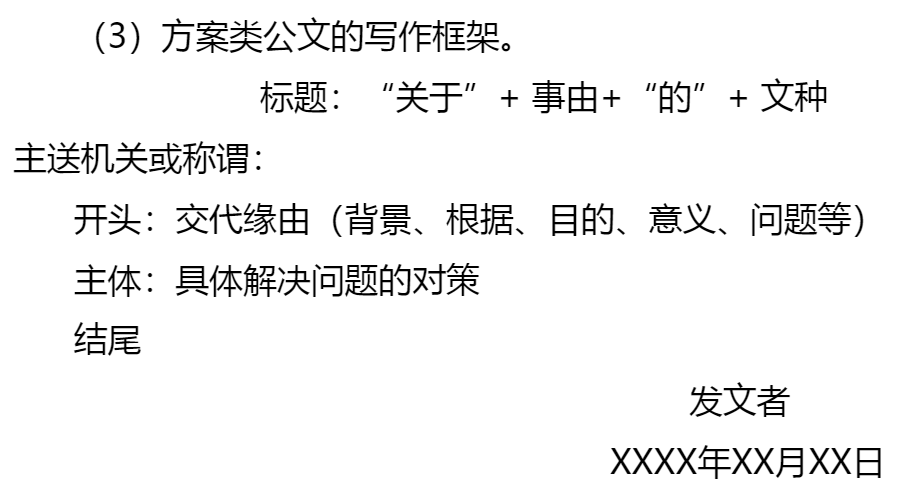 （3）方案类公文的写作框架。
标题：“关于”+ 事由+“的”+ 文种
主送机关或称谓：
开头：交代缘由（背景、根据、目的、意义、问题等）
主体：具体解决问题的对策
结尾
发文者
XXXX年XX月XX日